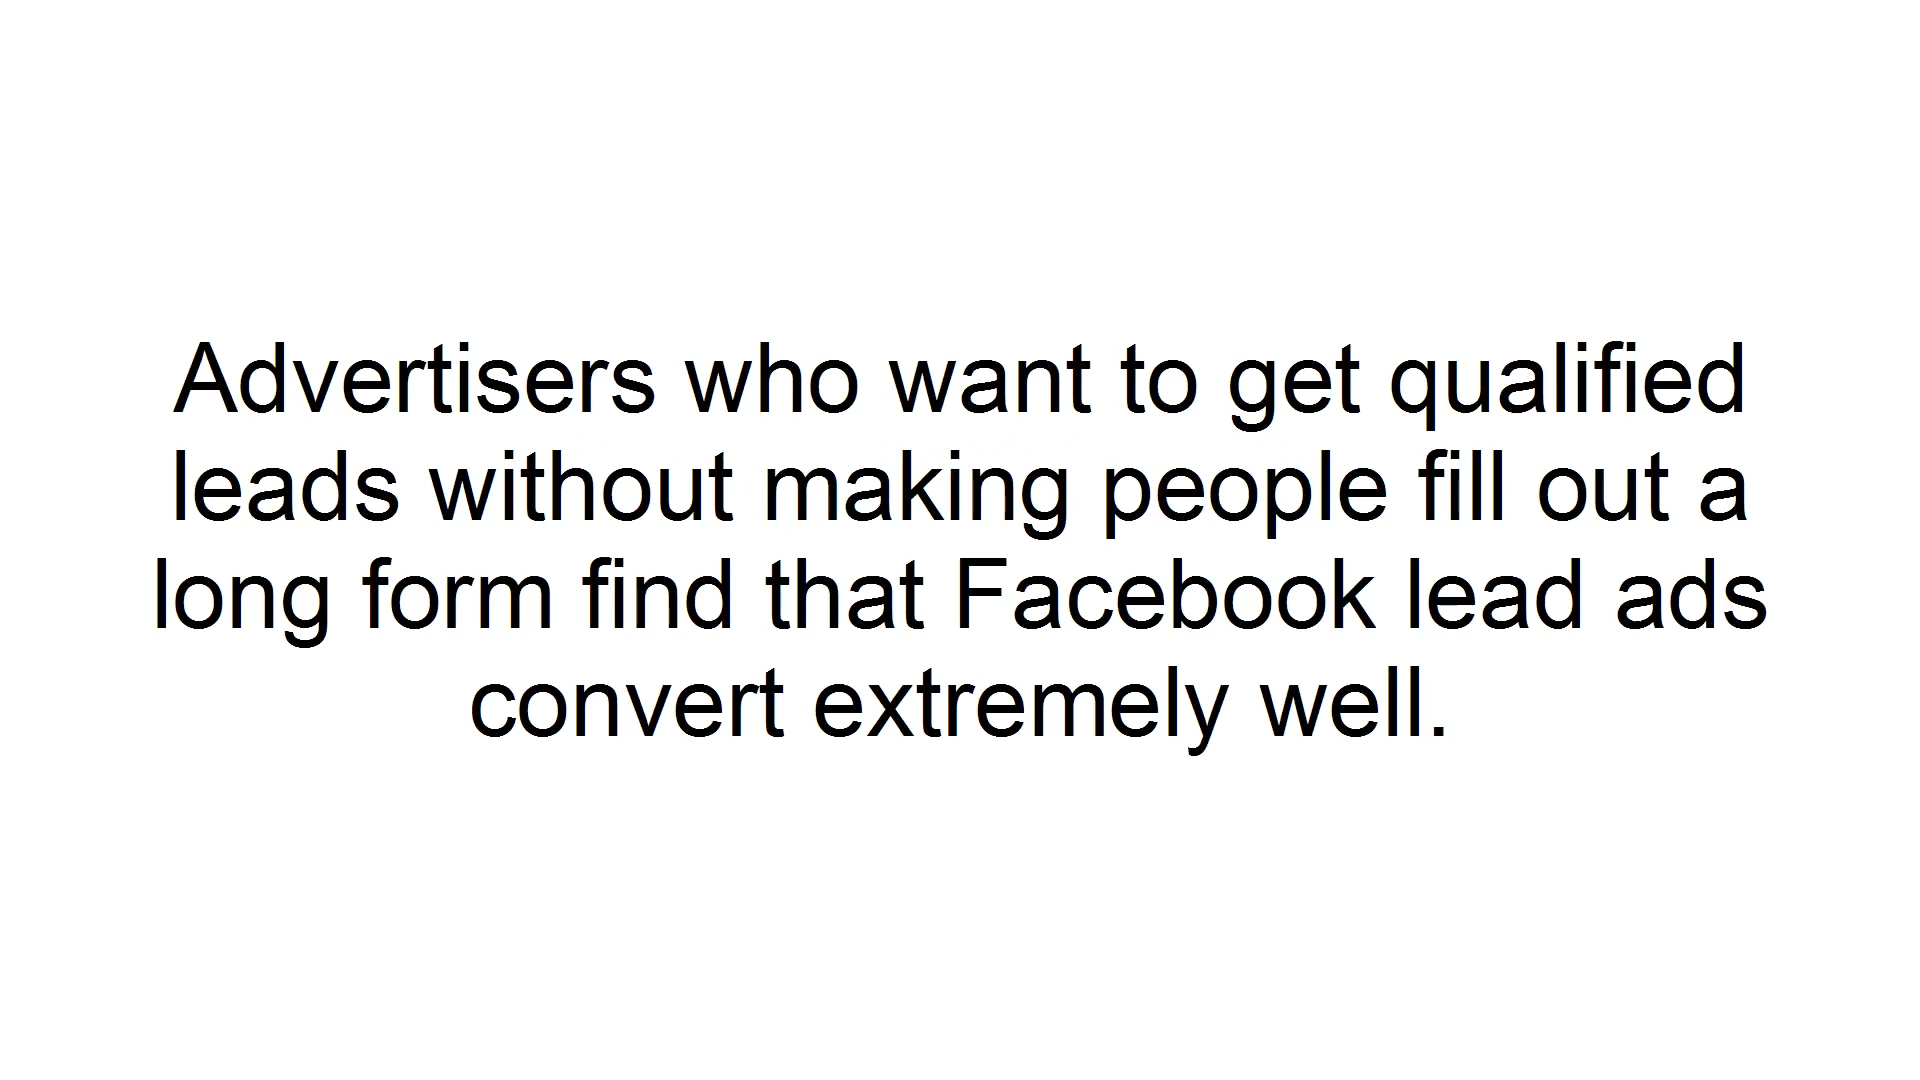 Advertisers who want to get qualified
leads without making people fill out a
long form find that Facebook lead ads
convert extremely well.